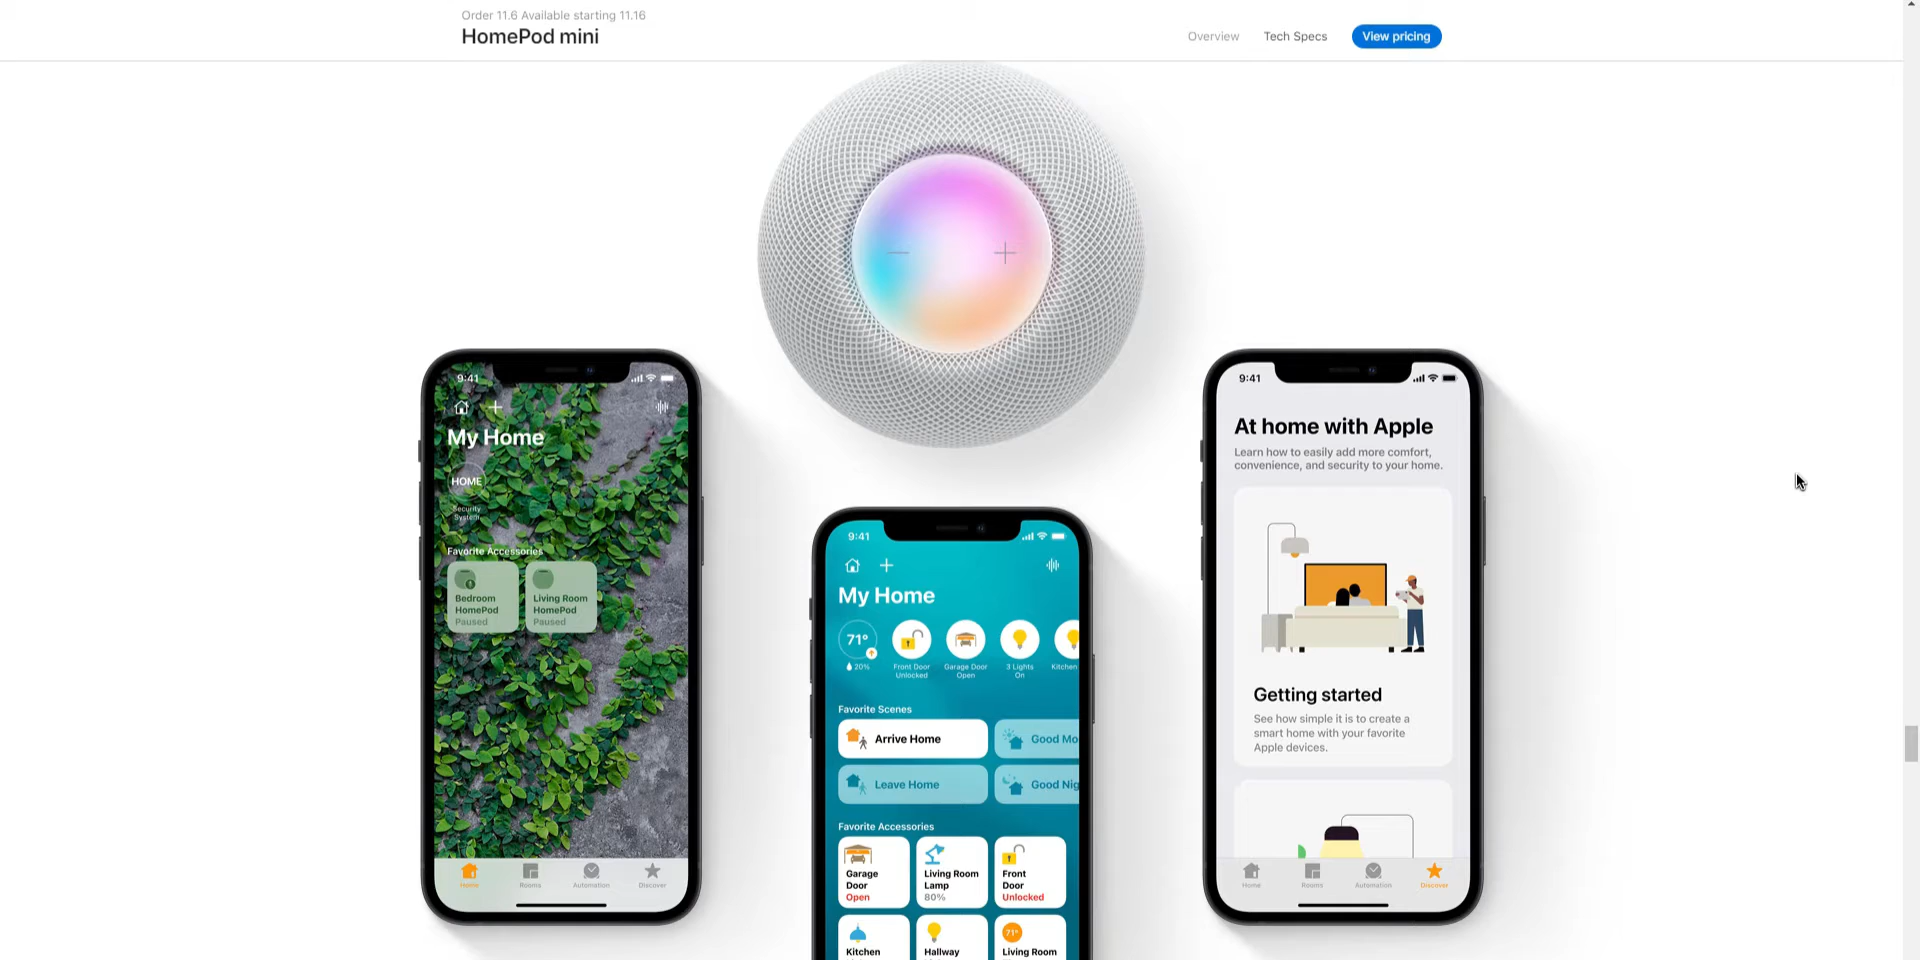 Order 11.6 Available starting 11.16
HomePod mini
Overview
Tech Specs
View pricing
9:41
My Home
HOME
Security
System
Favorite Accessories
Bedroom
HomePod
Paused
Living Room
HomePod
Paused
Home
Rooms
Automation
Discover
9:41
My Home
71°
20%
Front Door
Unlocked
Garage Door
Open
3 Lights
On
Kitchen
Favorite Scenes
Arrive Home
Good Mo
Leave Home
Good Nig
Favorite Accessories
Garage
Door
Open
Living Room
Lamp
80%
Front
Door
Unlocked
Kitchen
Hallway
71°
Living Room
9:41
At home with Apple
Learn how to easily add more comfort,
convenience, and security to your home.
Getting started
See how simple it is to create a
smart home with your favorite
Apple devices.
Home
Rooms
Automation
Discover